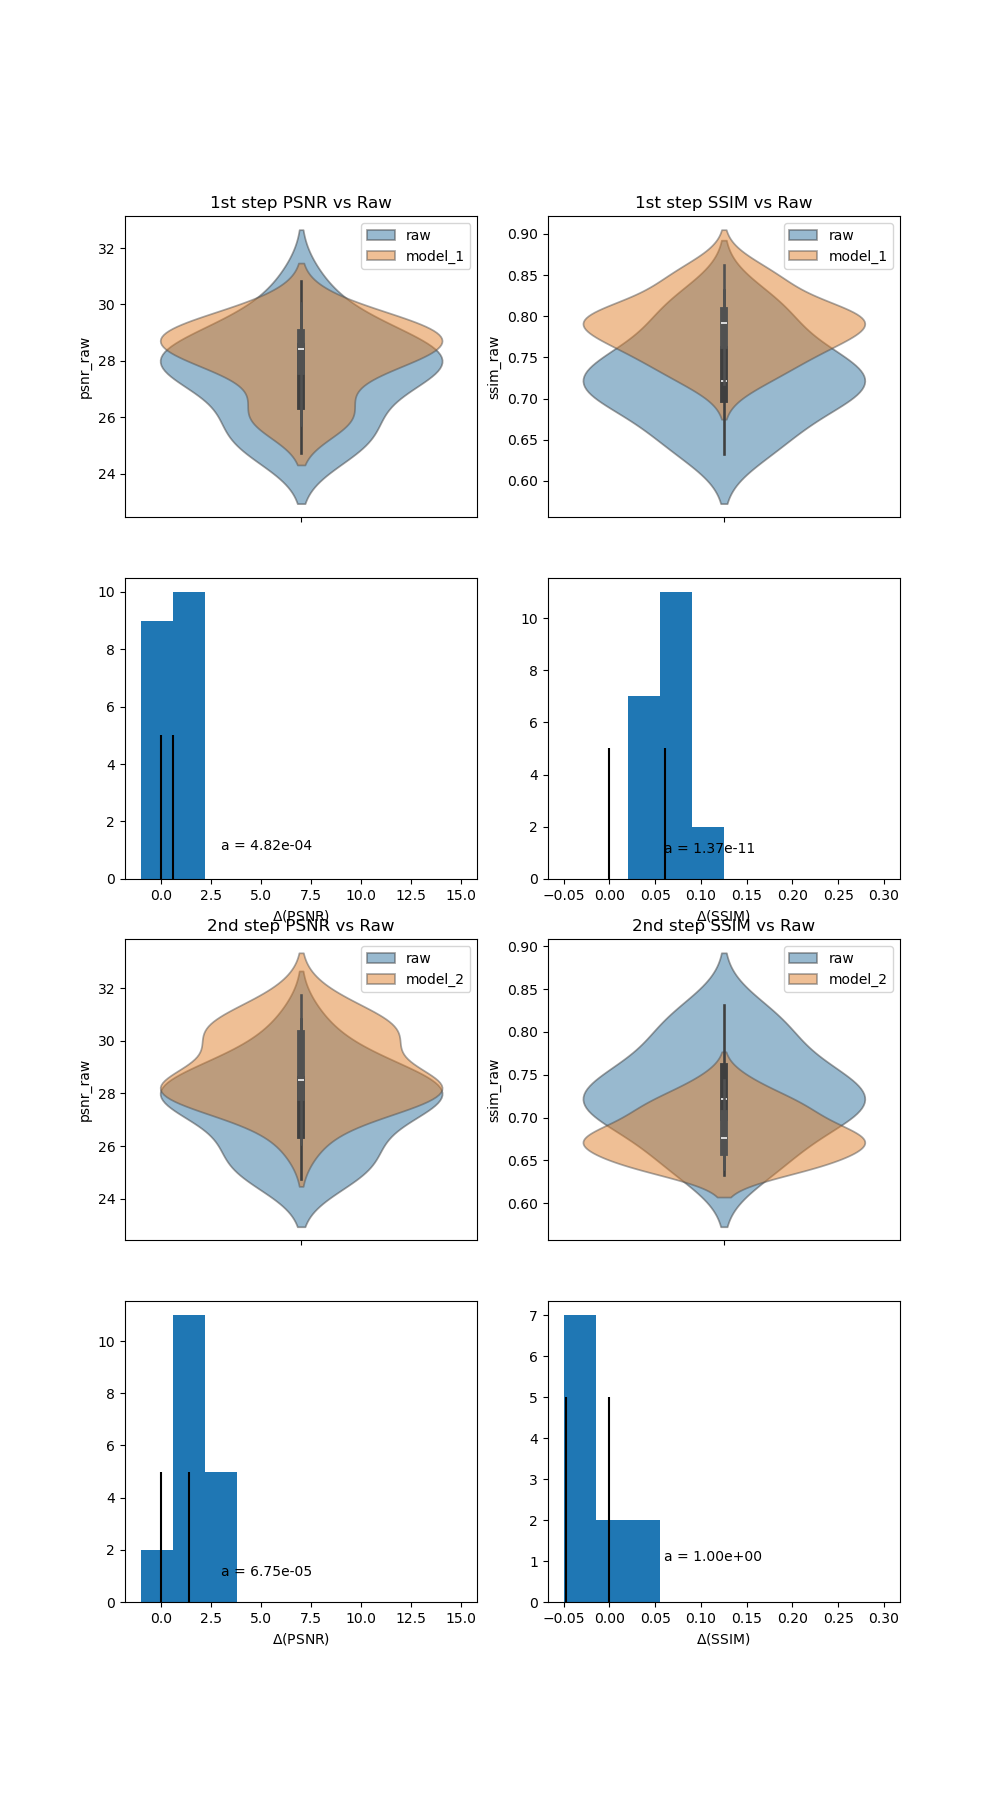 1st step PSNR vs Raw
psnr_raw
32
30
28
26
24
raw
model_1
1st step SSIM vs Raw
ssim_raw
0.90
0.85
0.80
0.75
0.70
0.65
0.60
raw
model_1
10
8
6
4
2
0
a = 4.82e-04
0.0 2.5 5.0 7.5 10.0 12.5 15.0
Δ(PSNR)
10
8
6
4
2
0
a = 1.37e-11
−0.05 0.00 0.05 0.10 0.15 0.20 0.25 0.30
Δ(SSIM)
2nd step PSNR vs Raw
psnr_raw
32
30
28
26
24
raw
model_2
2nd step SSIM vs Raw
ssim_raw
0.90
0.85
0.80
0.75
0.70
0.65
0.60
raw
model_2
10
8
6
4
2
0
a = 6.75e-05
0.0 2.5 5.0 7.5 10.0 12.5 15.0
Δ(PSNR)
7
6
5
4
3
2
1
0
a = 1.00e+00
−0.05 0.00 0.05 0.10 0.15 0.20 0.25 0.30
Δ(SSIM)